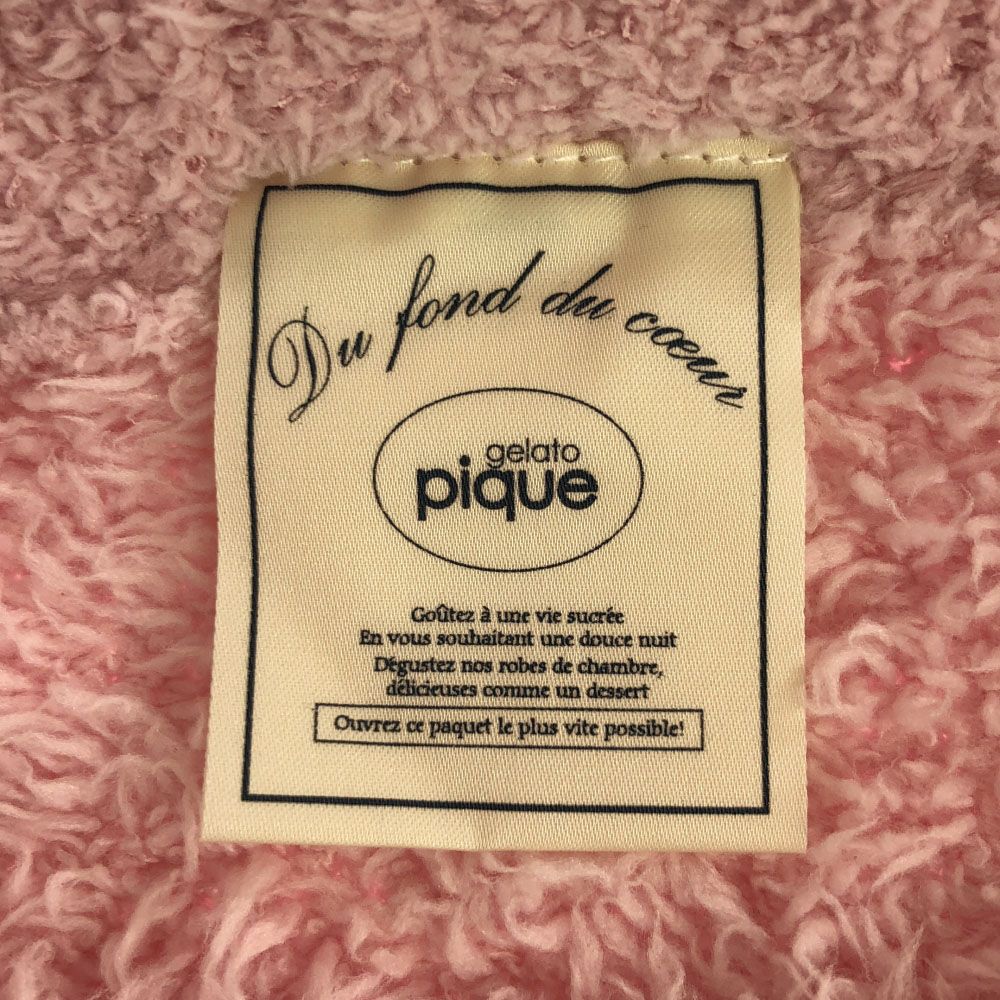 Du fond du cœur
gelato
pique
Goûtez à une vie sucrée
En vous souhaitant une douce nuit
Dégustez nos robes de chambre,
délicieuses comme un dessert
Ouvrez ce paquet le plus vite possible!